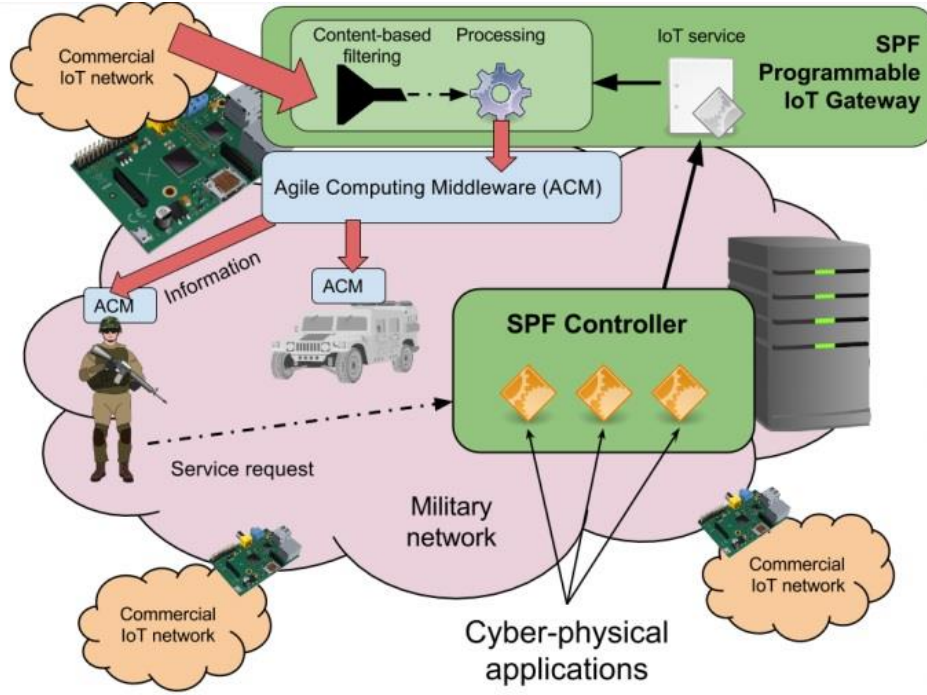 Commercial
IoT network
Content-based
filtering
Processing
IoT service
SPF
Programmable
IoT Gateway
Agile Computing Middleware (ACM)
Information
ACM
ACM
SPF Controller
Service request
Military
network
Commercial
IoT network
Commercial
IoT network
Cyber-physical
applications